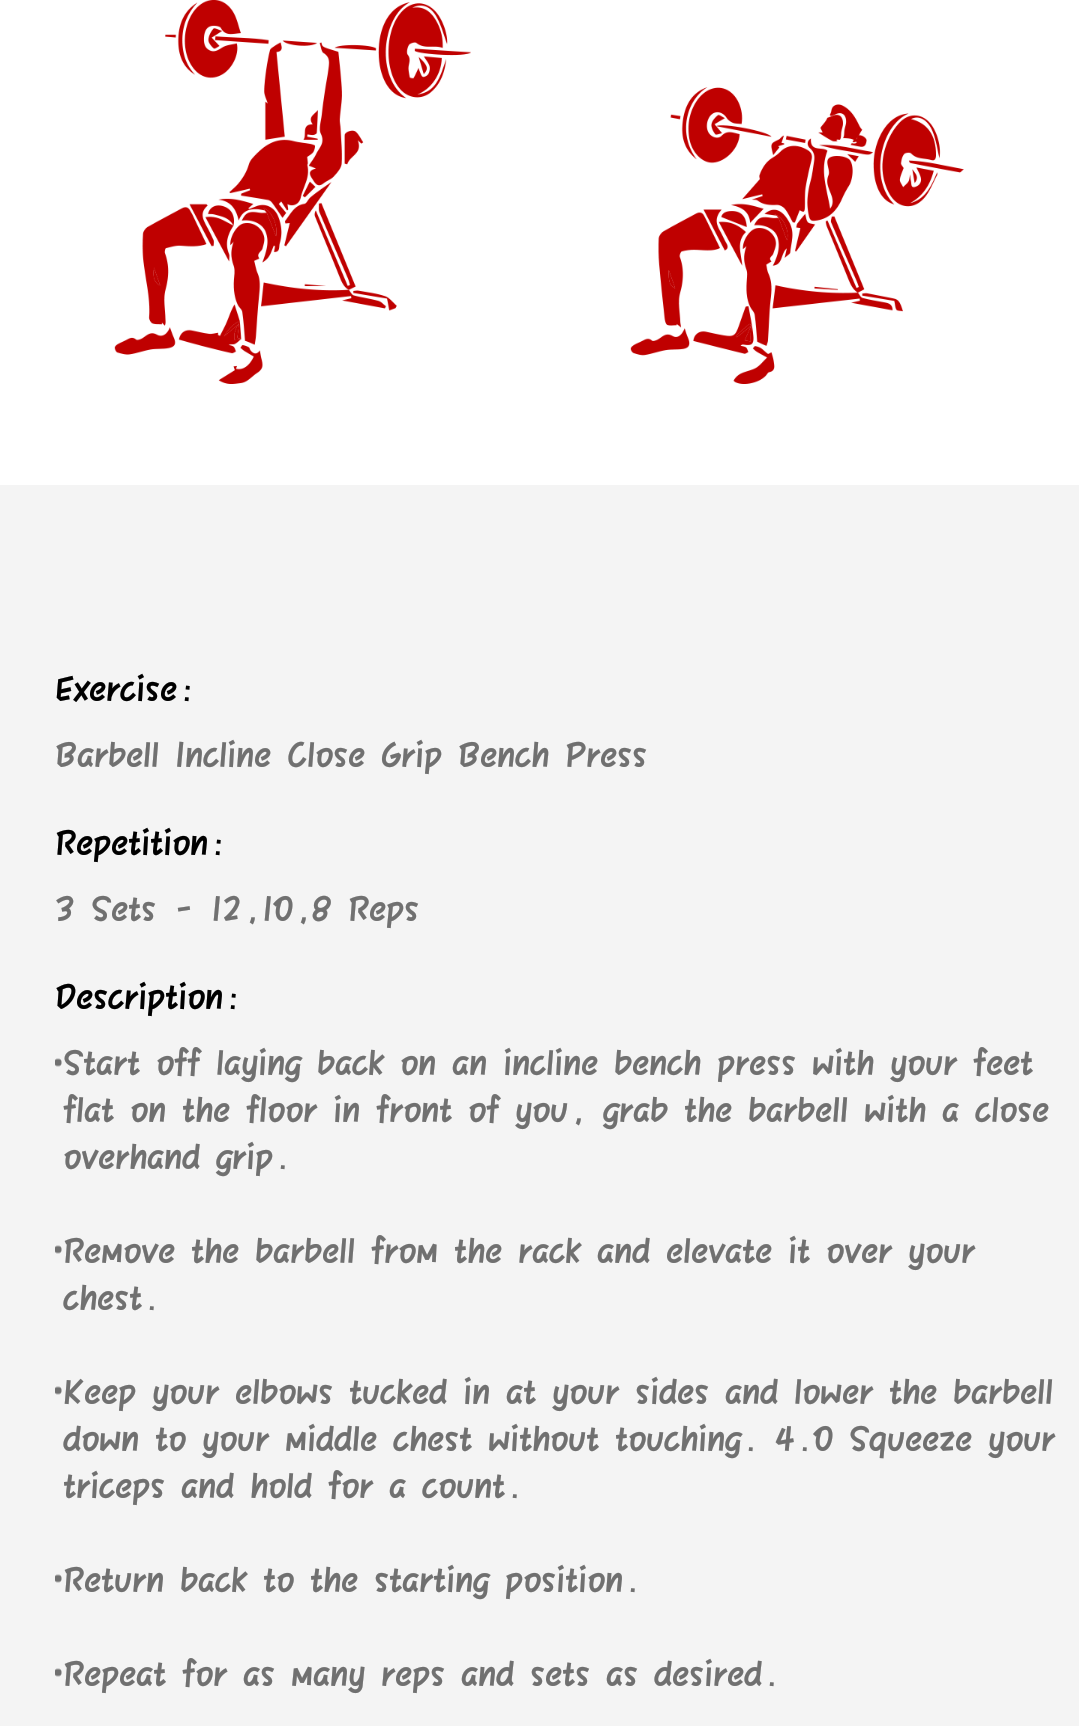 Exercise:
Barbell Incline Close Grip Bench Press
Repetition:
3 Sets - 12,10,8 Reps
Description:
•Start off laying back on an incline bench press with your feet
flat on the floor in front of you, grab the barbell with a close
overhand grip.
•Remove the barbell from the rack and elevate it over your
chest.
•Keep your elbows tucked in at your sides and lower the barbell
down to your middle chest without touching. 4.0 Squeeze your
triceps and hold for a count.
•Return back to the starting position.
•Repeat for as many reps and sets as desired.